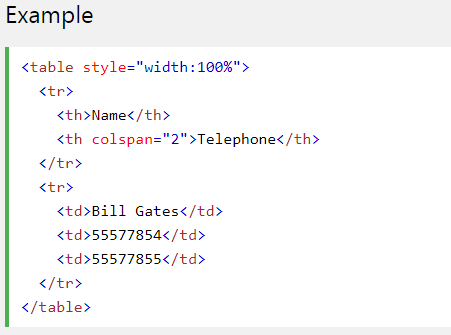 Example
<table style="width:100%">
  <tr>
    <th>Name</th>
    <th colspan="2">Telephone</th>
  </tr>
  <tr>
    <td>Bill Gates</td>
    <td>55577854</td>
    <td>55577855</td>
  </tr>
</table>